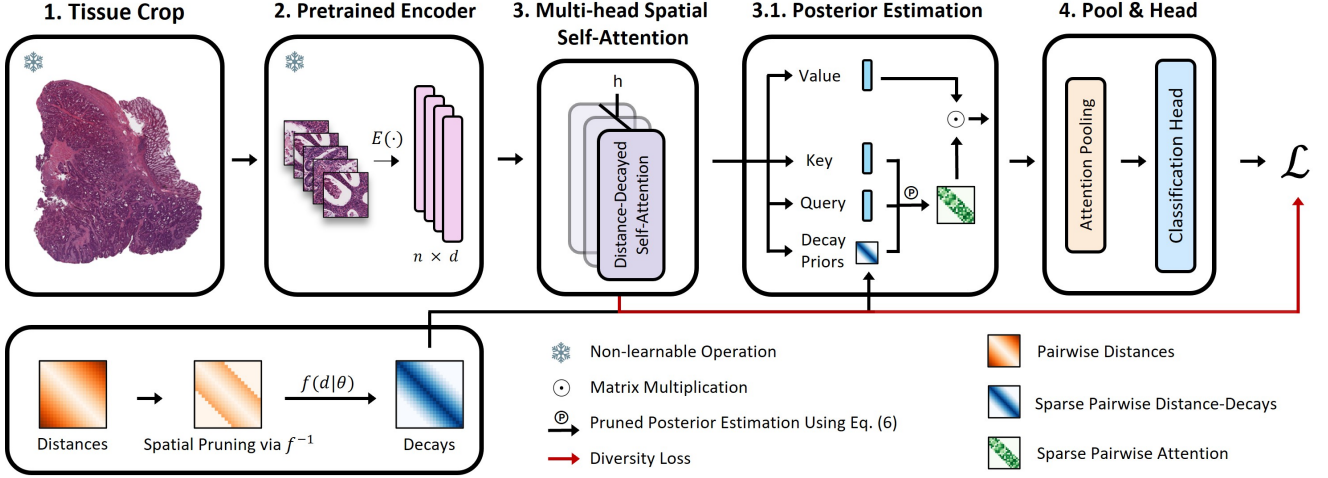 1. Tissue Crop
2. Pretrained Encoder
E(·)
n × d
3. Multi-head Spatial
Self-Attention
h
Distance-Decayed
Self-Attention
3.1. Posterior Estimation
Value
Key
Query
Decay
Priors
P
4. Pool & Head
Attention Pooling
Classification Head
ℒ
Distances
Spatial Pruning via f⁻¹
f(d|θ)
Decays
Non-learnable Operation
Matrix Multiplication
P
Pruned Posterior Estimation Using Eq. (6)
Diversity Loss
Pairwise Distances
Sparse Pairwise Distance-Decays
Sparse Pairwise Attention